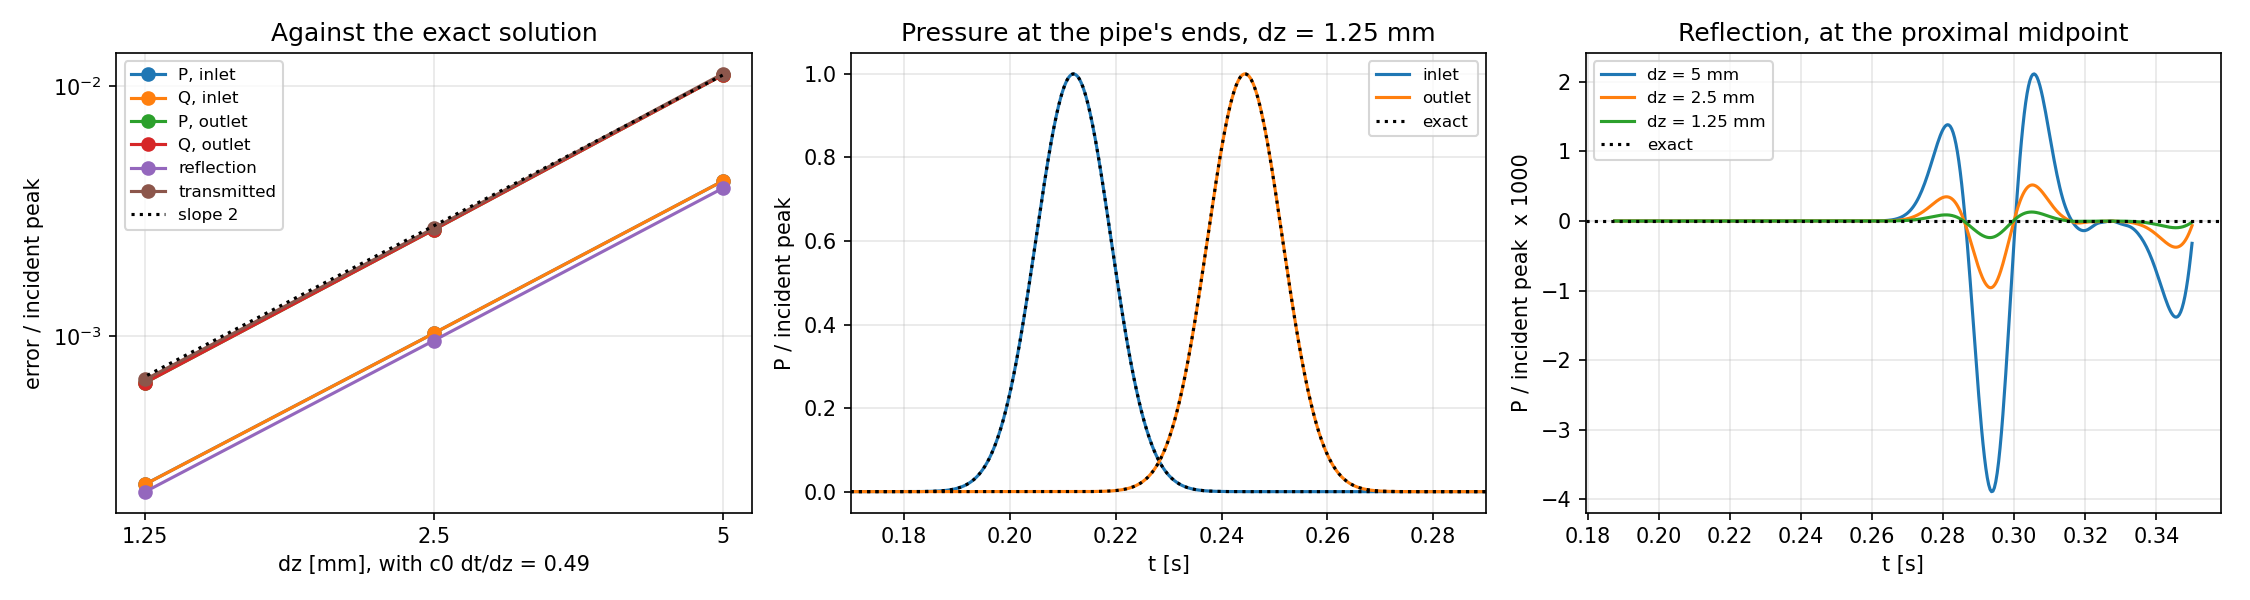 Against the exact solution
10⁻²
10⁻³
error / incident peak
P, inlet
Q, inlet
P, outlet
Q, outlet
reflection
transmitted
slope 2
1.25
2.5
5
dz [mm], with c0 dt/dz = 0.49
Pressure at the pipe's ends, dz = 1.25 mm
P / incident peak
1.0
0.8
0.6
0.4
0.2
0.0
inlet
outlet
exact
0.18
0.20
0.22
0.24
0.26
0.28
t [s]
Reflection, at the proximal midpoint
P / incident peak x 1000
2
1
0
−1
−2
−3
−4
dz = 5 mm
dz = 2.5 mm
dz = 1.25 mm
exact
0.18
0.20
0.22
0.24
0.26
0.28
0.30
0.32
0.34
t [s]